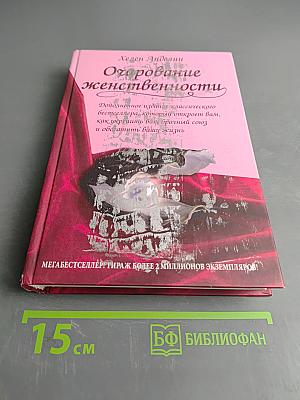 Хелен Анделин
Очарование
женственности
Дополненное издание классического
бестселлера, который откроет вам,
как укрепить ваш брачный союз
и обогатить вашу жизнь
МЕГАБЕСТСЕЛЛЕР! ТИРАЖ БОЛЕЕ 2 МИЛЛИОНОВ ЭКЗЕМПЛЯРОВ!
15 см
БФ БИБЛИОФАН